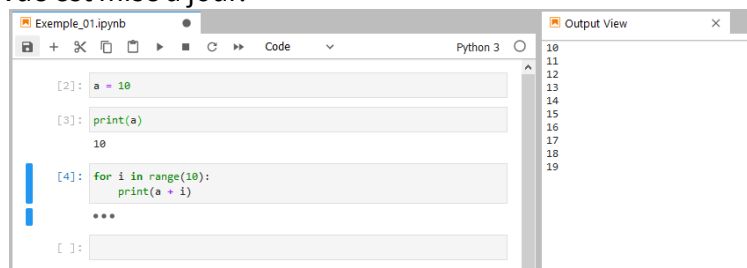 Exemple_01.ipynb
Code
Python 3
[2]: a = 10
[3]: print(a)
10
[4]: for i in range(10):
print(a + i)
[ ]:
Output View
10
11
12
13
14
15
16
17
18
19